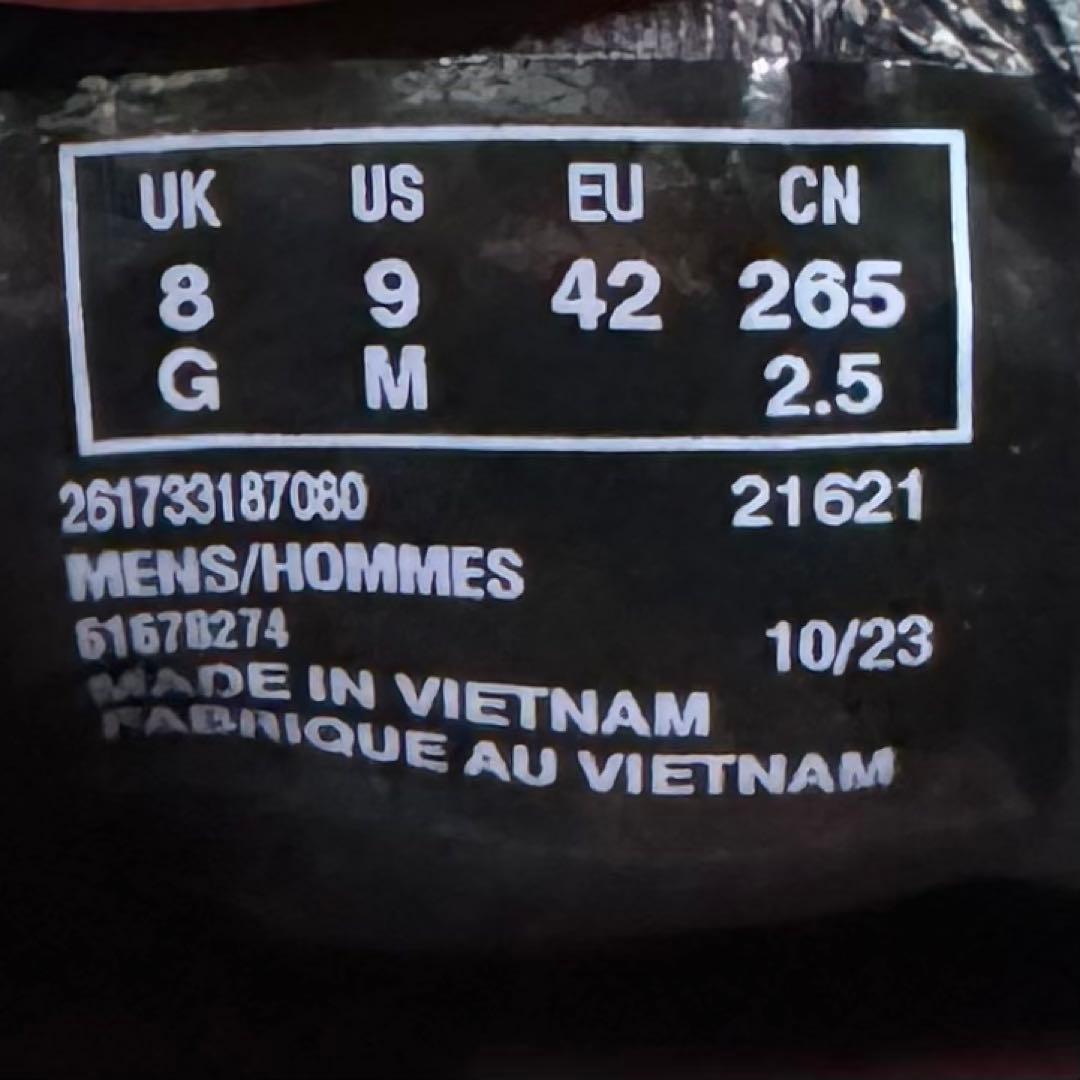 UK US EU CN
8 9 42 265
G M 2.5
261733187080 21621
MENS/HOMMES
61678274 10/23
MADE IN VIETNAM
FABRIQUE AU VIETNAM